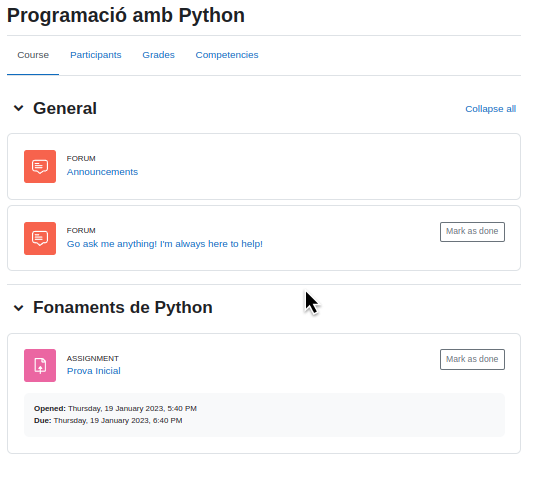 Programació amb Python
Course Participants Grades Competencies
General Collapse all
FORUM
Announcements
FORUM
Mark as done
Go ask me anything! I'm always here to help!
Fonaments de Python
ASSIGNMENT
Mark as done
Prova Inicial
Opened: Thursday, 19 January 2023, 5:40 PM
Due: Thursday, 19 January 2023, 6:40 PM